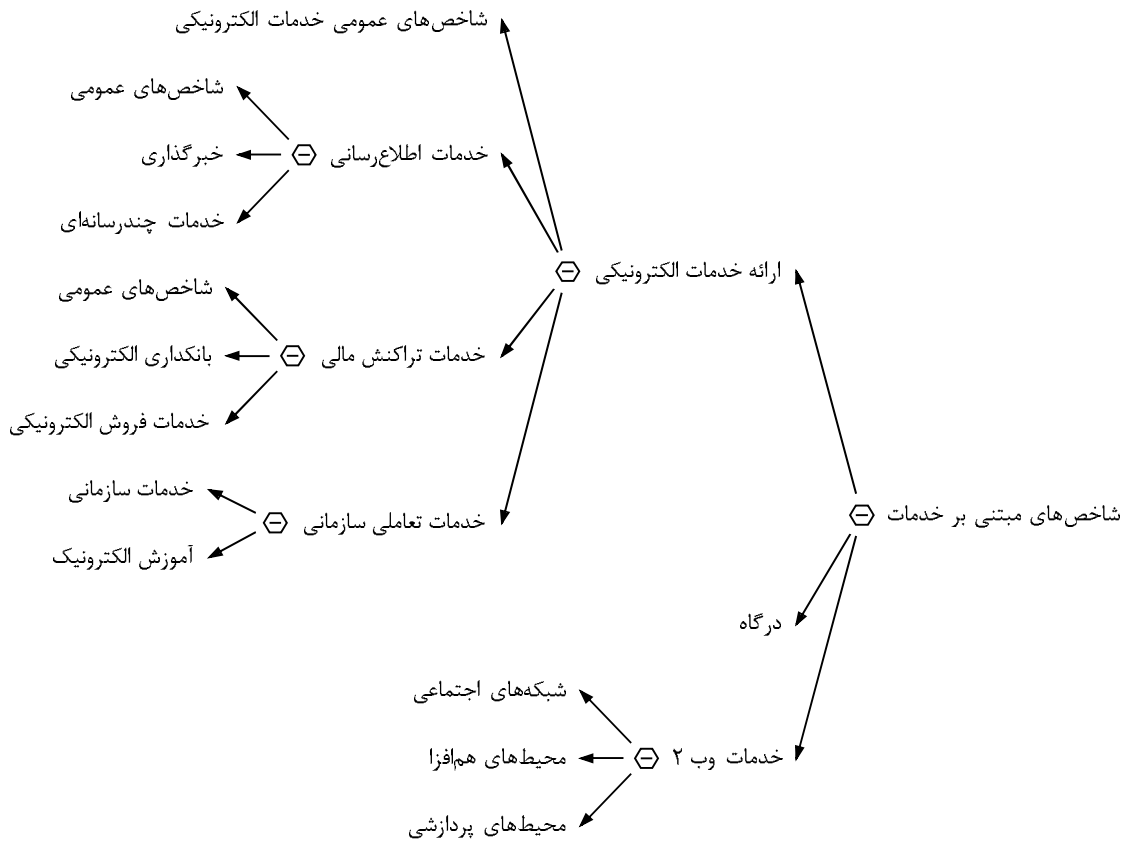 شاخص‌های مبتنی بر خدمات
ارائه خدمات الکترونیکی
شاخص‌های عمومی خدمات الکترونیکی
خدمات اطلاع‌رسانی
شاخص‌های عمومی
خبرگذاری
خدمات چندرسانه‌ای
خدمات تراکنش مالی
شاخص‌های عمومی
بانکداری الکترونیکی
خدمات فروش الکترونیکی
خدمات تعاملی سازمانی
خدمات سازمانی
آموزش الکترونیک
درگاه
خدمات وب ۲
شبکه‌های اجتماعی
محیط‌های هم‌افزا
محیط‌های پردازشی